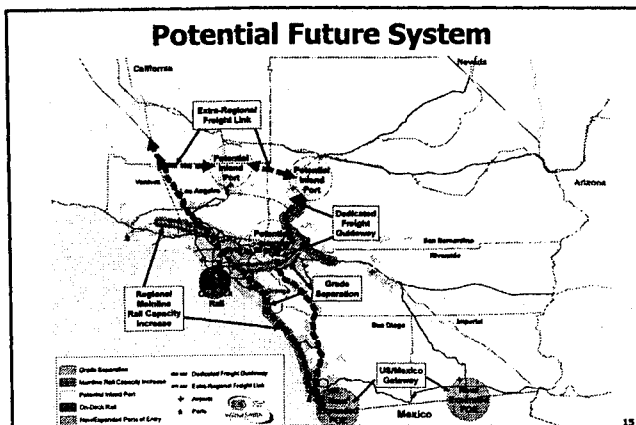 Potential Future System
California
Nevada
Extra-Regional
Freight Link
Potential
Inland
Port
Potential
Inland
Port
Ventura
Los Angeles
Arizona
Dedicated
Freight
Guideway
San Bernardino
Riverside
Regional
Mainline
Rail Capacity
Increase
Rail
Grade
Separation
San Diego
Imperial
US/Mexico
Gateway
Mexico
Grade Separation
Mainline Rail Capacity Increase
Potential Inland Port
On-Dock Rail
New/Expanded Ports of Entry
Dedicated Freight Guideway
Extra-Regional Freight Link
Airports
Ports
15